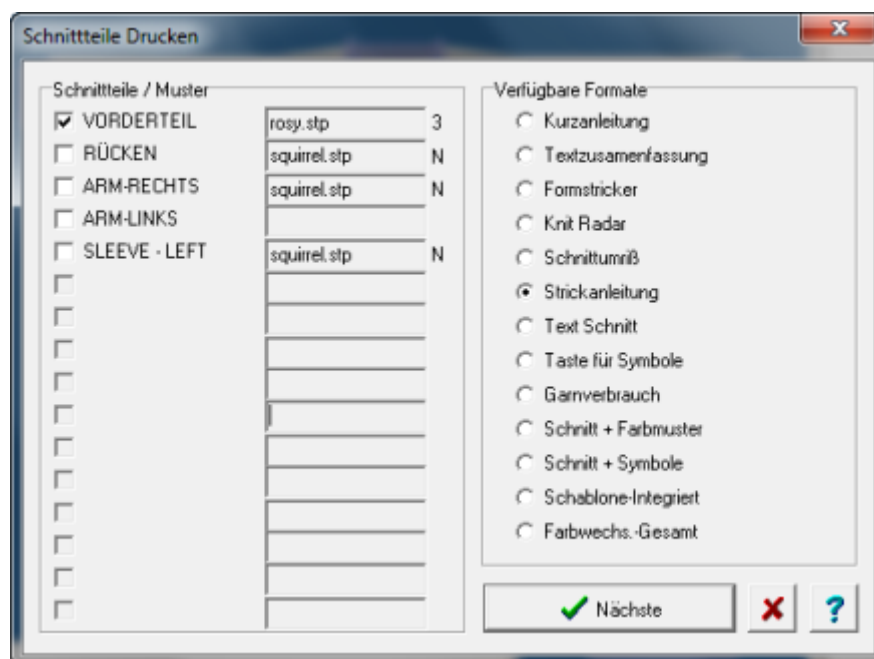 Schnittteile Drucken
Schnittteile / Muster
VORDERTEIL rosy.stp 3
RÜCKEN squirrel.stp N
ARM-RECHTS squirrel.stp N
ARM-LINKS
SLEEVE - LEFT squirrel.stp N
Verfügbare Formate
Kurzanleitung
Textzusamenfassung
Formstricker
Knit Radar
Schnittumriß
Strickanleitung
Text Schnitt
Taste für Symbole
Garnverbrauch
Schnitt + Farbmuster
Schnitt + Symbole
Schablone-Integriert
Farbwechs.-Gesamt
Nächste